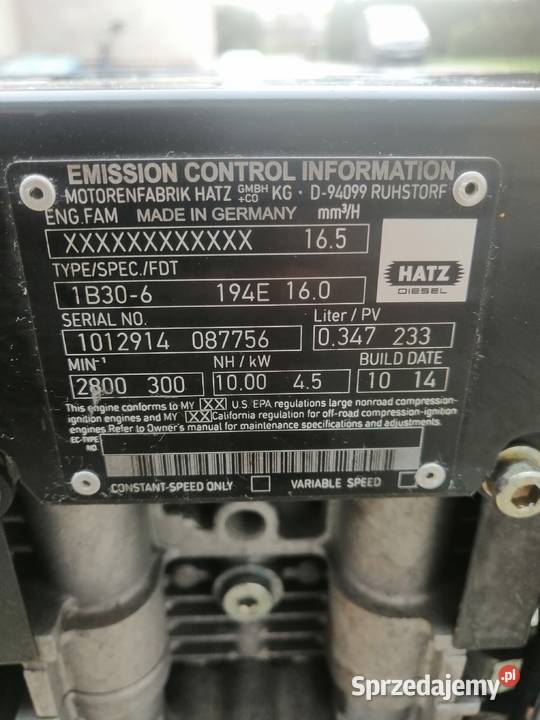 EMISSION CONTROL INFORMATION
MOTORENFABRIK HATZ GMBH +CO KG · D-94099 RUHSTORF
ENG.FAM MADE IN GERMANY mm³/H
XXXXXXXXXXXX 16.5
TYPE/SPEC./FDT
1B30-6 194E 16.0
HATZ
DIESEL
SERIAL NO. Liter / PV
1012914 087756 0.347 233
MIN⁻¹ NH / kW BUILD DATE
2800 300 10.00 4.5 10 14
This engine conforms to MY XX U.S. EPA regulations large nonroad compression-
ignition engines and MY XX California regulation for off-road compression-ignition
engines Refer to Owner's manual for maintenance specifications and adjustments.
EC-TYPE
NO.
CONSTANT-SPEED ONLY VARIABLE SPEED
Sprzedajemy.pl